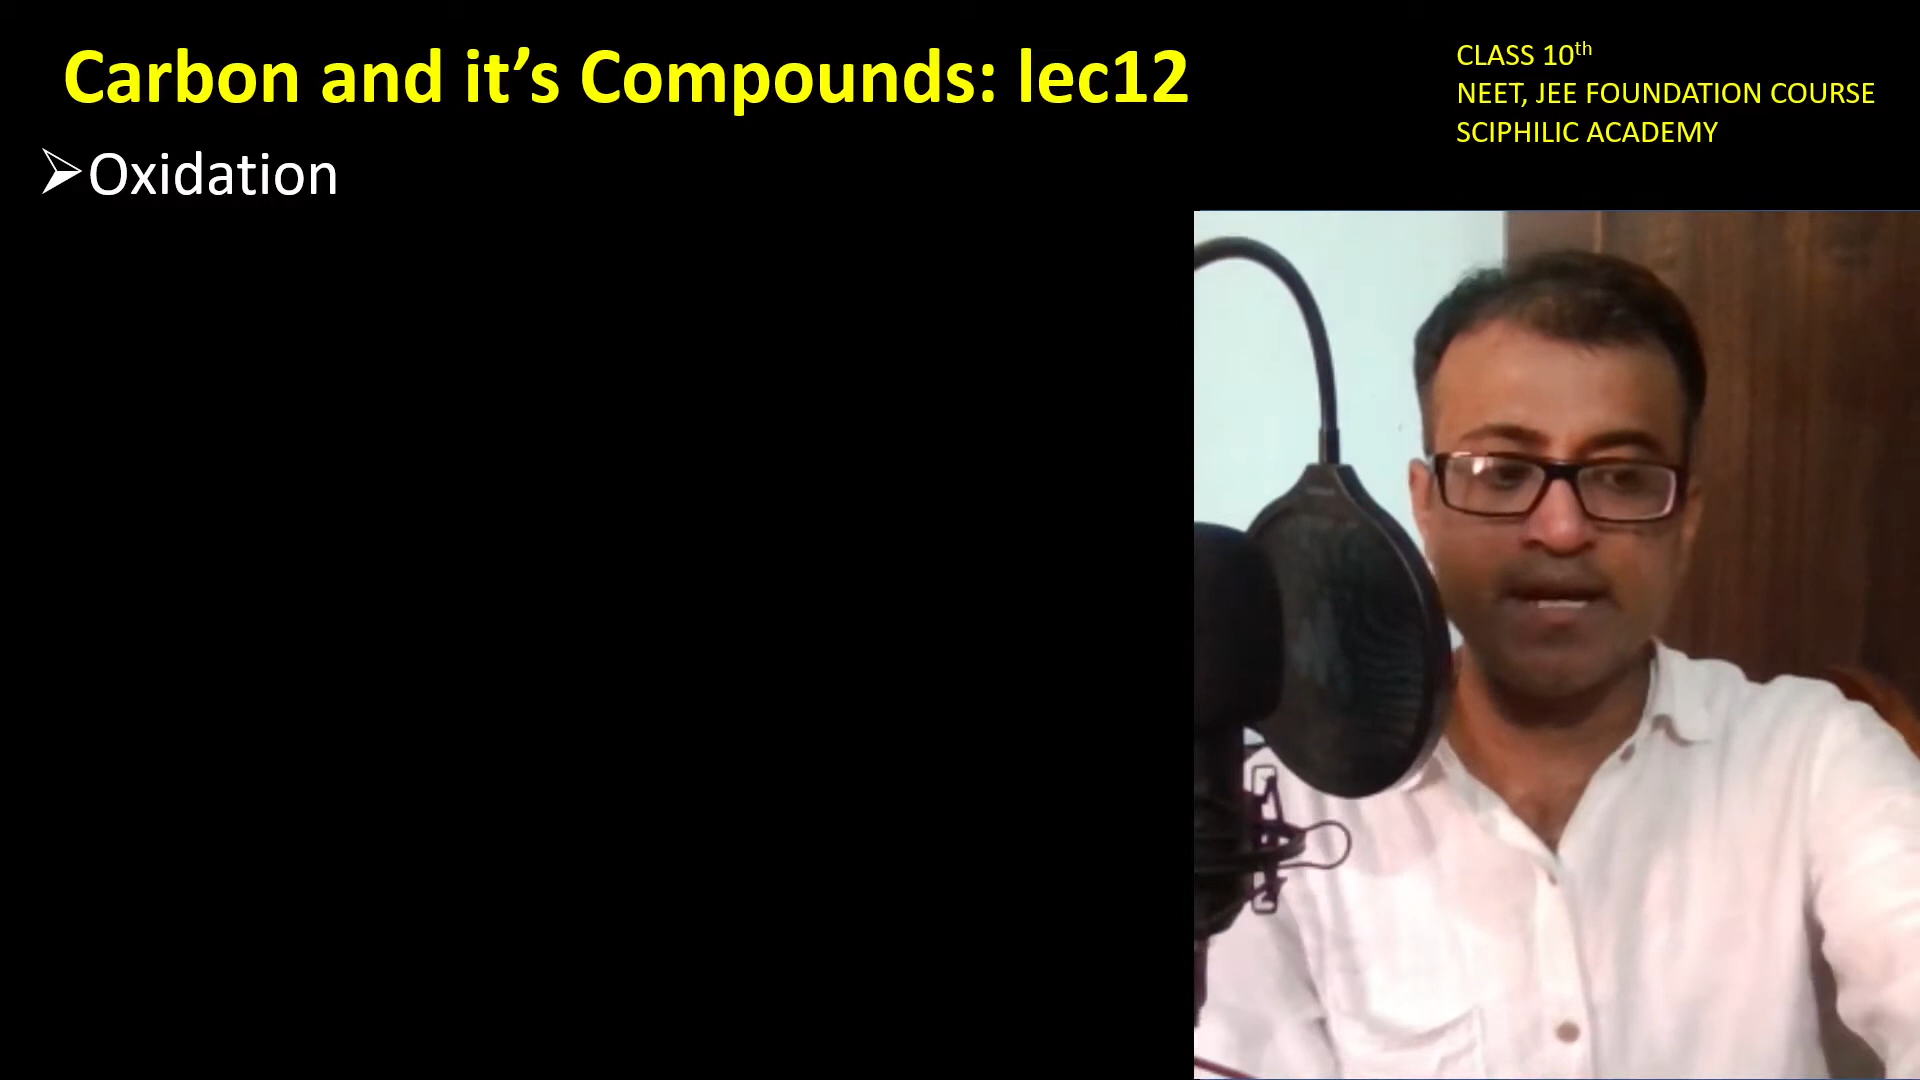 Carbon and it’s Compounds: lec12
CLASS 10th
NEET, JEE FOUNDATION COURSE
SCIPHILIC ACADEMY
➢Oxidation